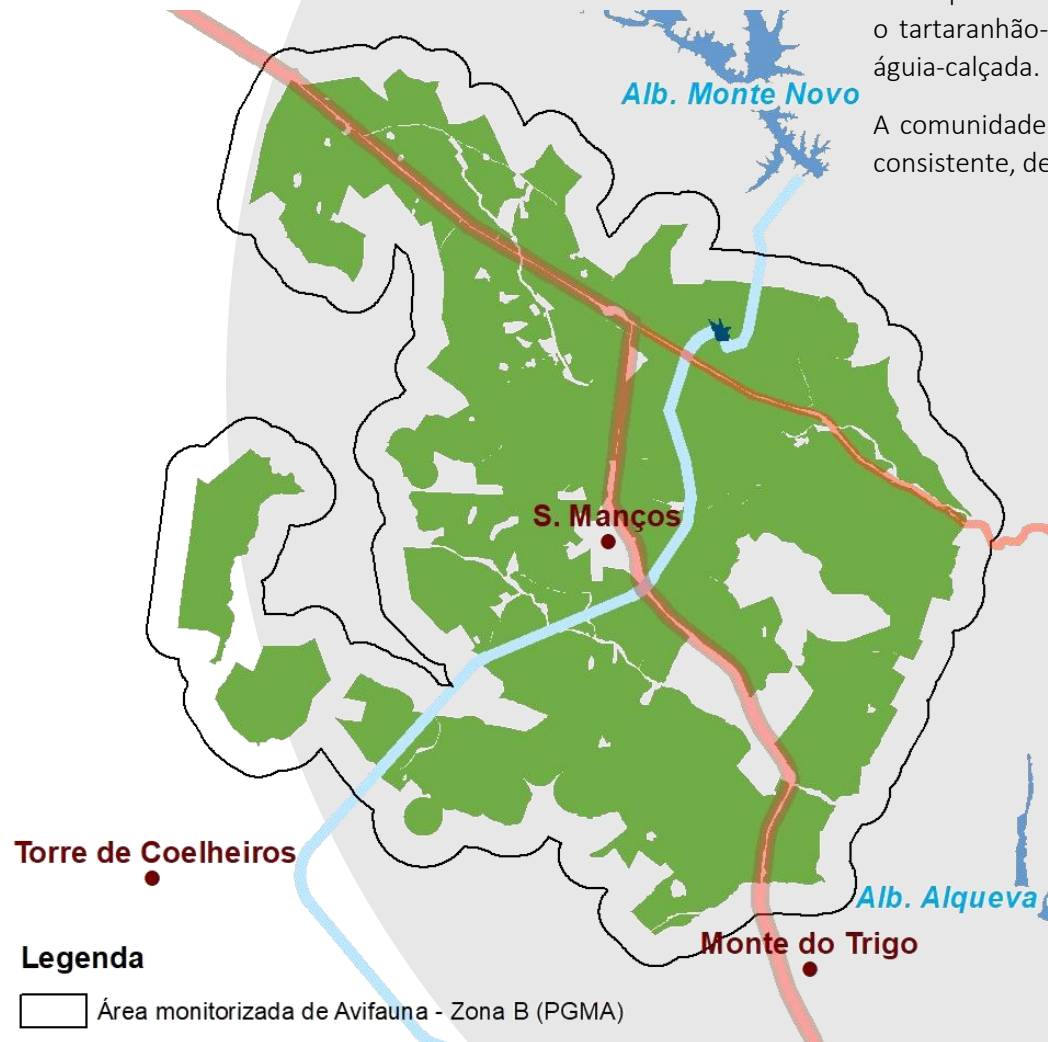 o tartaranhão-
águia-calçada.
A comunidade
consistente, de
Alb. Monte Novo
S. Manços
Torre de Coelheiros
Alb. Alqueva
Monte do Trigo
Legenda
Área monitorizada de Avifauna - Zona B (PGMA)